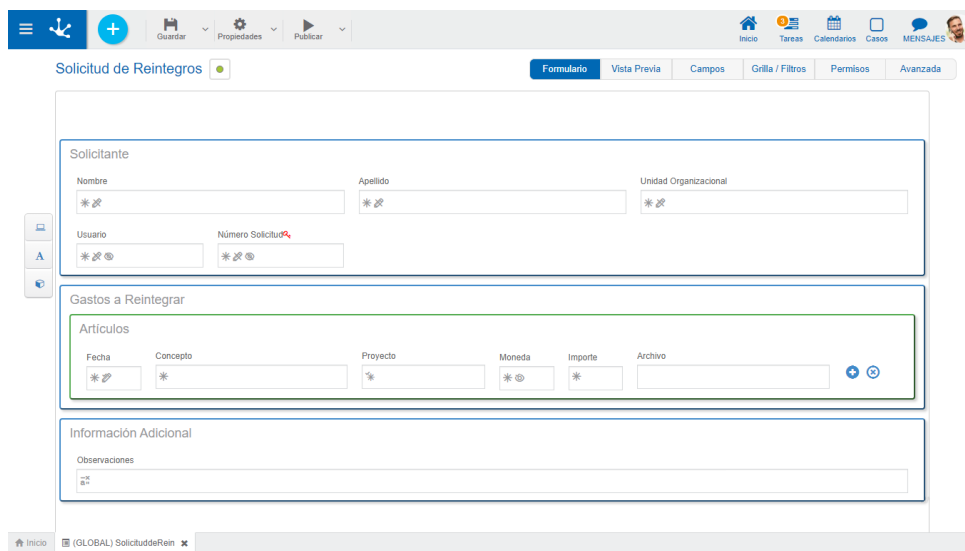 Guardar Propiedades Publicar Inicio 3 Tareas Calendarios Casos MENSAJES
Solicitud de Reintegros Formulario Vista Previa Campos Grilla / Filtros Permisos Avanzada
Solicitante
Nombre Apellido Unidad Organizacional
Usuario Número Solicitud
A
Gastos a Reintegrar
Artículos
Fecha Concepto Proyecto Moneda Importe Archivo
Información Adicional
Observaciones
Inicio (GLOBAL) SolicituddeRein